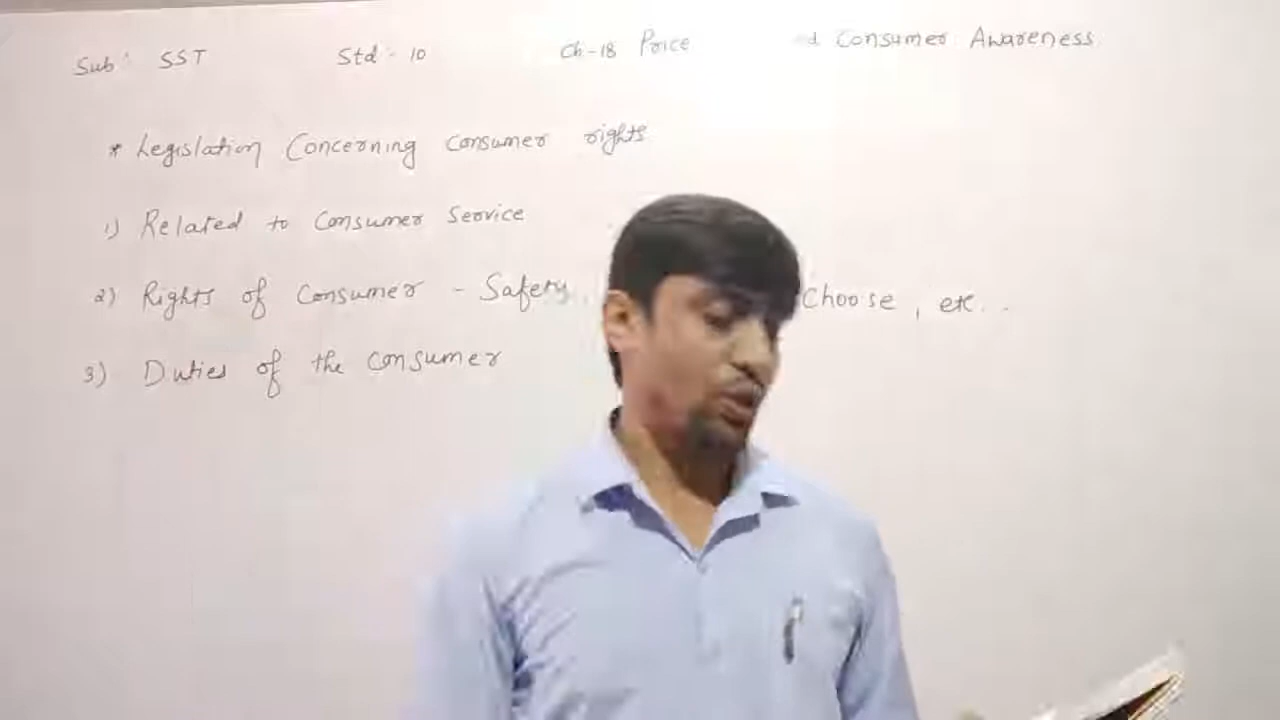 Sub: SST Std - 10 Ch-18 Price d Consumer Awareness
* Legislation Concerning consumer rights
1) Related to Consumer Service
2) Rights of Consumer - Safety, Choose, etc...
3) Duties of the consumer